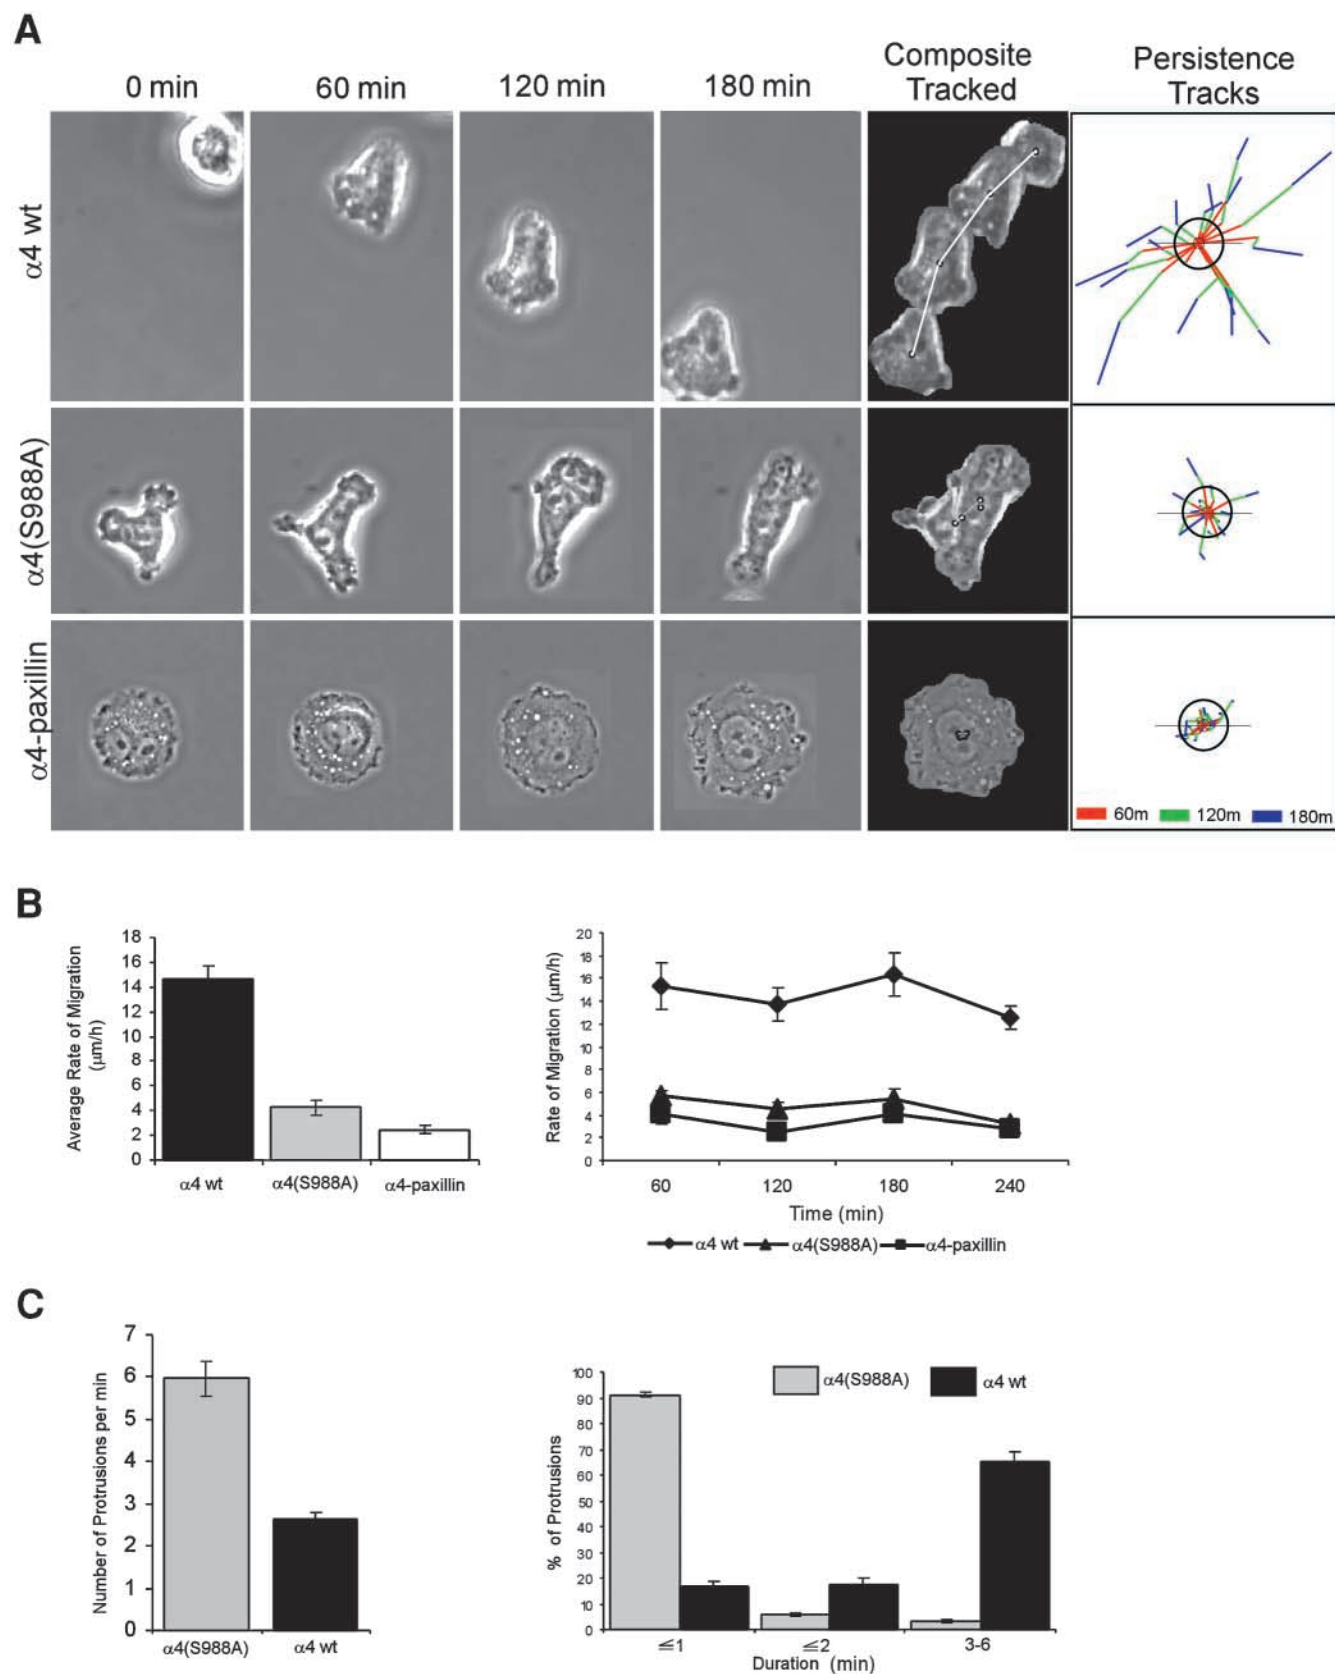 A
0 min
60 min
120 min
180 min
Composite
Tracked
Persistence
Tracks
α4 wt
α4(S988A)
α4-paxillin
60m
120m
180m
B
Average Rate of Migration
(μm/h)
18
16
14
12
10
8
6
4
2
0
α4 wt
α4(S988A)
α4-paxillin
Rate of Migration (μm/h)
20
18
16
14
12
10
8
6
4
2
0
60
120
180
240
Time (min)
α4 wt
α4(S988A)
α4-paxillin
C
Number of Protrusions per min
7
6
5
4
3
2
1
0
α4(S988A)
α4 wt
% of Protrusions
100
90
80
70
60
50
40
30
20
10
0
α4(S988A)
α4 wt
≦1
≦2
3-6
Duration (min)